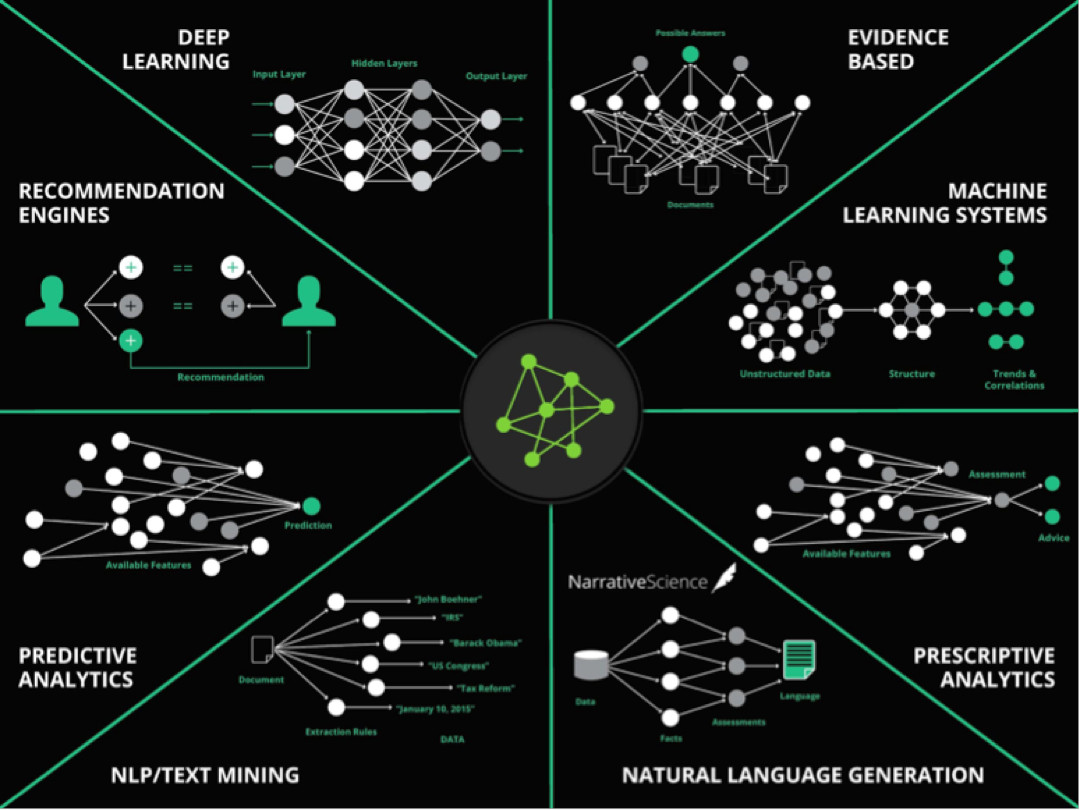 DEEP
LEARNING
Input Layer
Hidden Layers
Output Layer
Possible Answers
Documents
EVIDENCE
BASED
RECOMMENDATION
ENGINES
+
==
+
+
==
+
+
Recommendation
MACHINE
LEARNING SYSTEMS
Unstructured Data
Structure
Trends &
Correlations
Prediction
Available Features
PREDICTIVE
ANALYTICS
Assessment
Available Features
Advice
PRESCRIPTIVE
ANALYTICS
Document
"John Boehner"
"IRS"
"Barack Obama"
"US Congress"
"Tax Reform"
"January 10, 2015"
Extraction Rules
DATA
NLP/TEXT MINING
NarrativeScience
Data
Facts
Assessments
Language
NATURAL LANGUAGE GENERATION